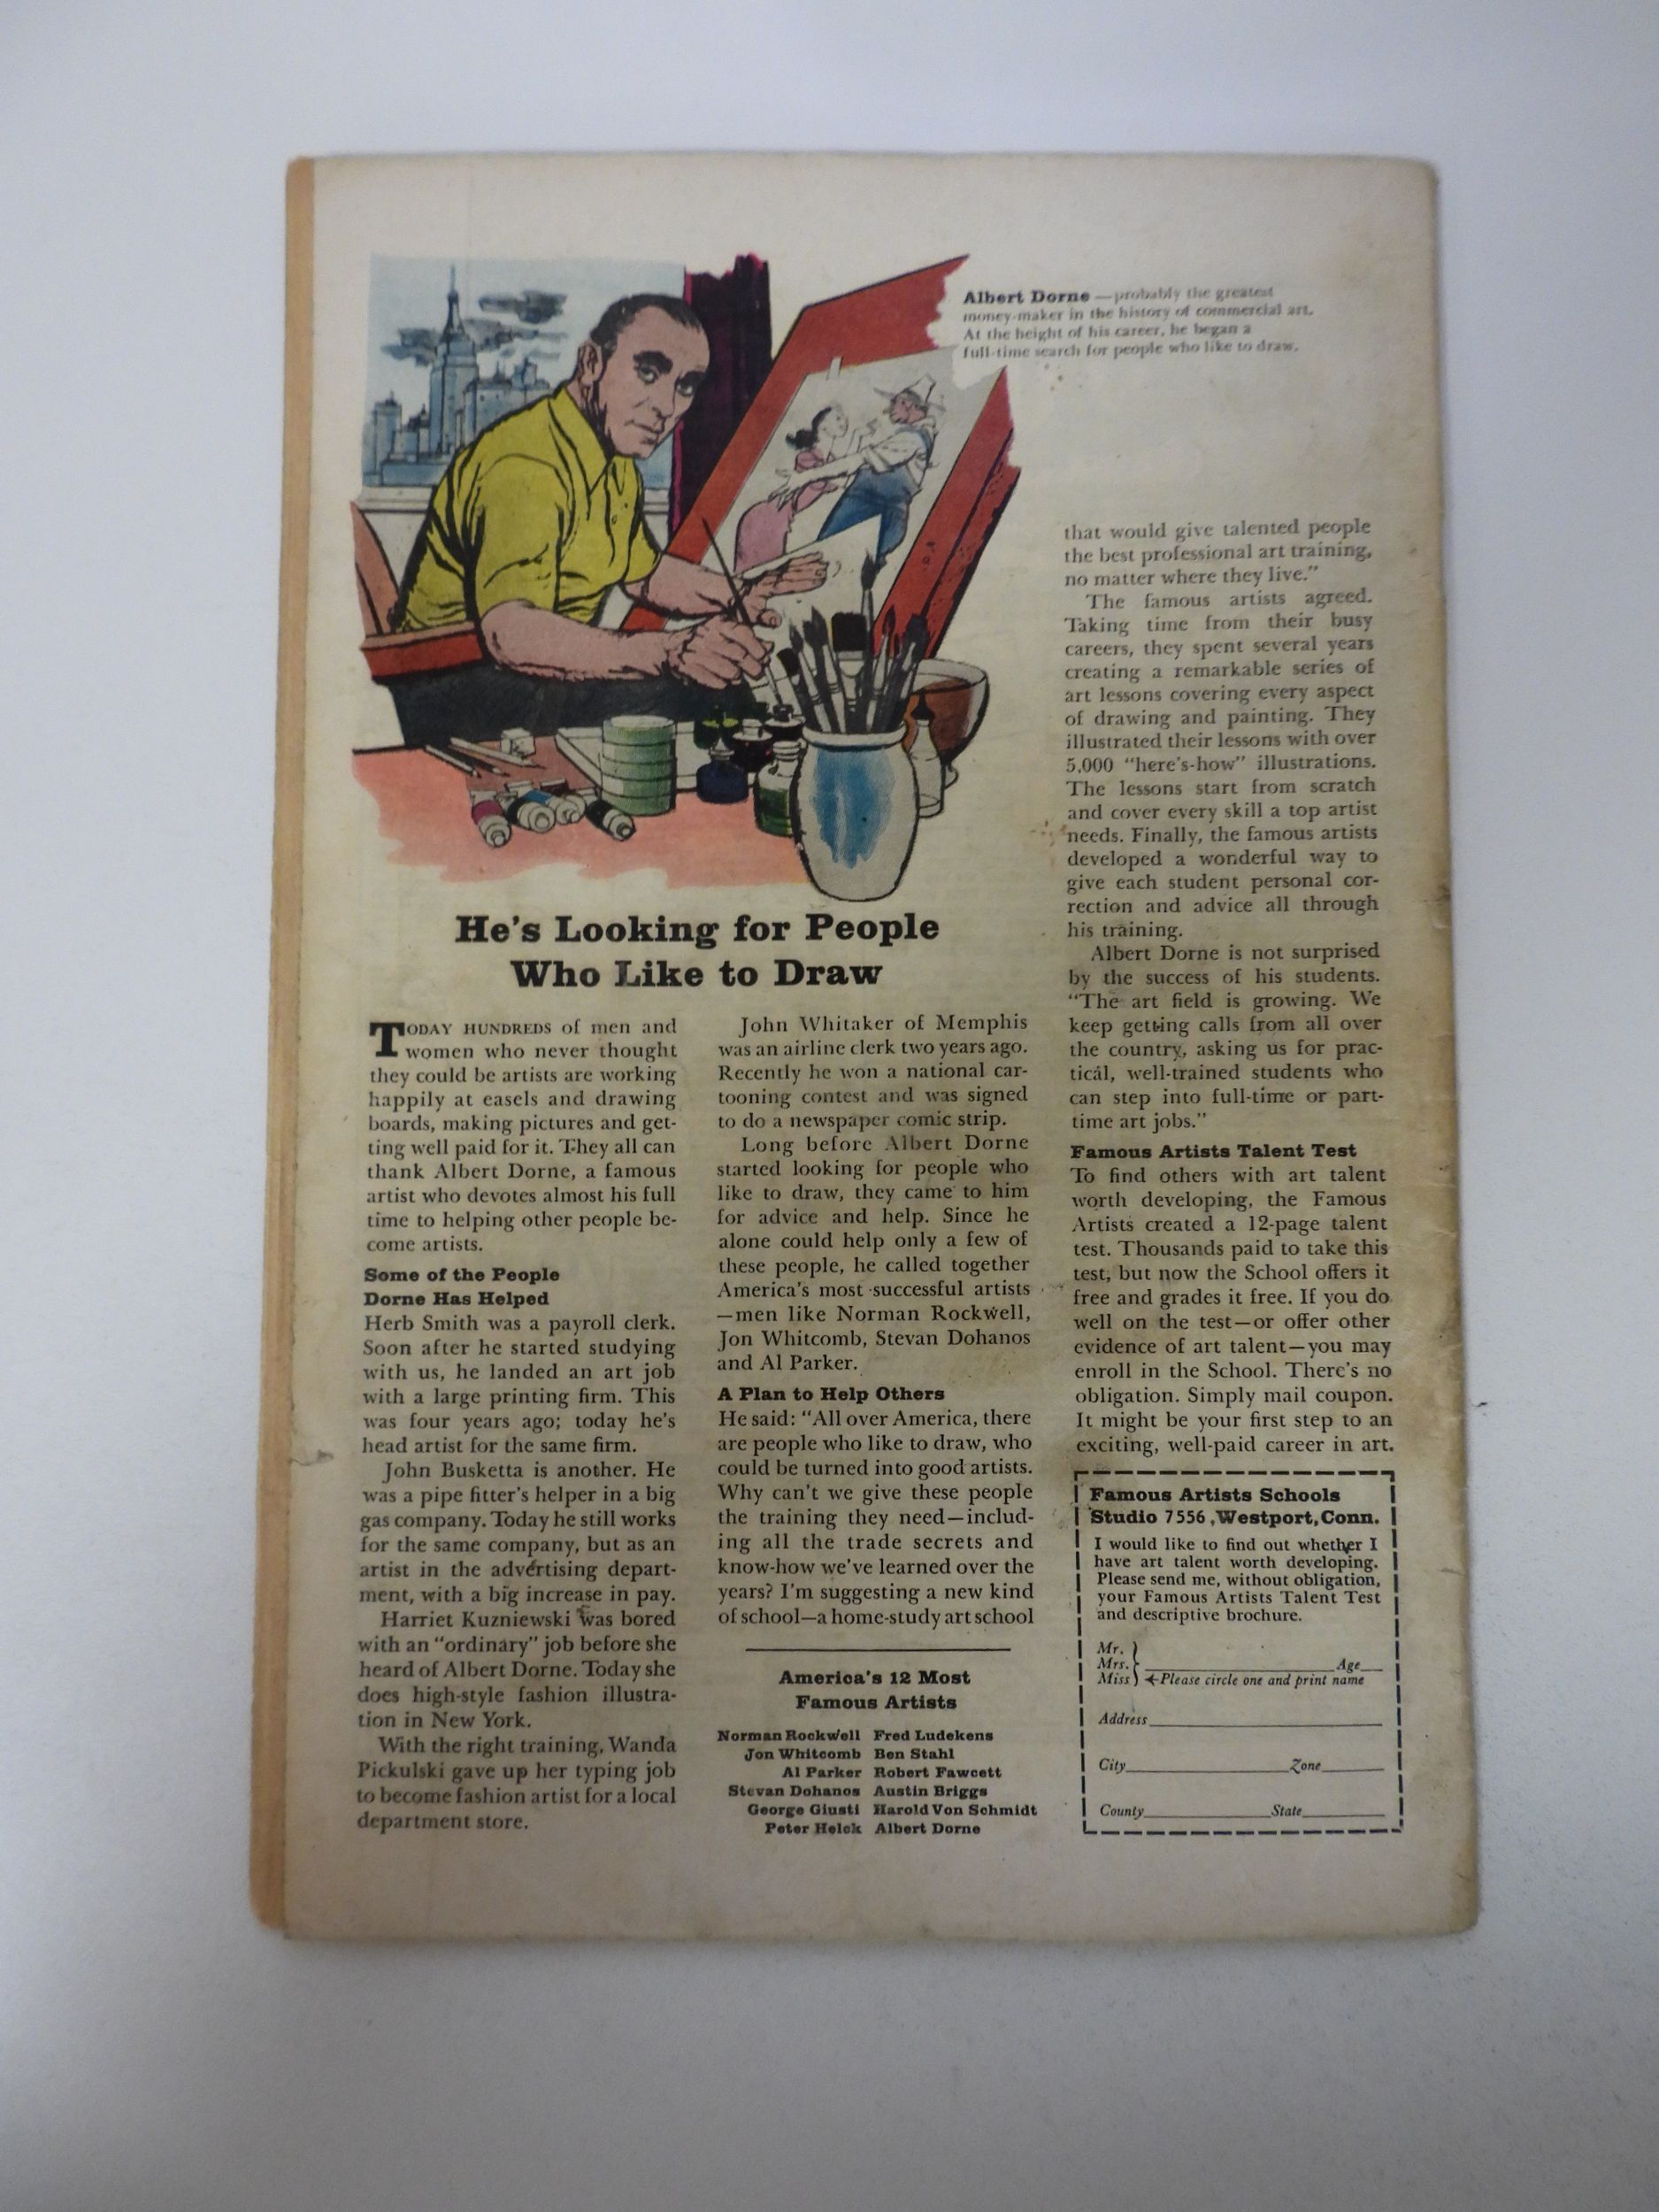 Albert Dorne — probably the greatest
money-maker in the history of commercial art.
At the height of his career, he began a
full-time search for people who like to draw.
He's Looking for People
Who Like to Draw
TODAY HUNDREDS of men and
women who never thought
they could be artists are working
happily at easels and drawing
boards, making pictures and get-
ting well paid for it. They all can
thank Albert Dorne, a famous
artist who devotes almost his full
time to helping other people be-
come artists.
Some of the People
Dorne Has Helped
Herb Smith was a payroll clerk.
Soon after he started studying
with us, he landed an art job
with a large printing firm. This
was four years ago; today he's
head artist for the same firm.
John Busketta is another. He
was a pipe fitter's helper in a big
gas company. Today he still works
for the same company, but as an
artist in the advertising depart-
ment, with a big increase in pay.
Harriet Kuzniewski was bored
with an "ordinary" job before she
heard of Albert Dorne. Today she
does high-style fashion illustra-
tion in New York.
With the right training, Wanda
Pickulski gave up her typing job
to become fashion artist for a local
department store.
John Whitaker of Memphis
was an airline clerk two years ago.
Recently he won a national car-
tooning contest and was signed
to do a newspaper comic strip.
Long before Albert Dorne
started looking for people who
like to draw, they came to him
for advice and help. Since he
alone could help only a few of
these people, he called together
America's most successful artists
—men like Norman Rockwell,
Jon Whitcomb, Stevan Dohanos
and Al Parker.
A Plan to Help Others
He said: "All over America, there
are people who like to draw, who
could be turned into good artists.
Why can't we give these people
the training they need—includ-
ing all the trade secrets and
know-how we've learned over the
years? I'm suggesting a new kind
of school—a home-study art school
America's 12 Most
Famous Artists
Norman Rockwell Fred Ludekens
Jon Whitcomb Ben Stahl
Al Parker Robert Fawcett
Stevan Dohanos Austin Briggs
George Giusti Harold Von Schmidt
Peter Helck Albert Dorne
that would give talented people
the best professional art training,
no matter where they live."
The famous artists agreed.
Taking time from their busy
careers, they spent several years
creating a remarkable series of
art lessons covering every aspect
of drawing and painting. They
illustrated their lessons with over
5,000 "here's-how" illustrations.
The lessons start from scratch
and cover every skill a top artist
needs. Finally, the famous artists
developed a wonderful way to
give each student personal cor-
rection and advice all through
his training.
Albert Dorne is not surprised
by the success of his students.
"The art field is growing. We
keep getting calls from all over
the country, asking us for prac-
tical, well-trained students who
can step into full-time or part-
time art jobs."
Famous Artists Talent Test
To find others with art talent
worth developing, the Famous
Artists created a 12-page talent
test. Thousands paid to take this
test, but now the School offers it
free and grades it free. If you do
well on the test—or offer other
evidence of art talent—you may
enroll in the School. There's no
obligation. Simply mail coupon.
It might be your first step to an
exciting, well-paid career in art.
Famous Artists Schools
Studio 7556, Westport, Conn.
I would like to find out whether I
have art talent worth developing.
Please send me, without obligation,
your Famous Artists Talent Test
and descriptive brochure.
Mr.
Mrs. Age
Miss ←Please circle one and print name
Address
City Zone
County State